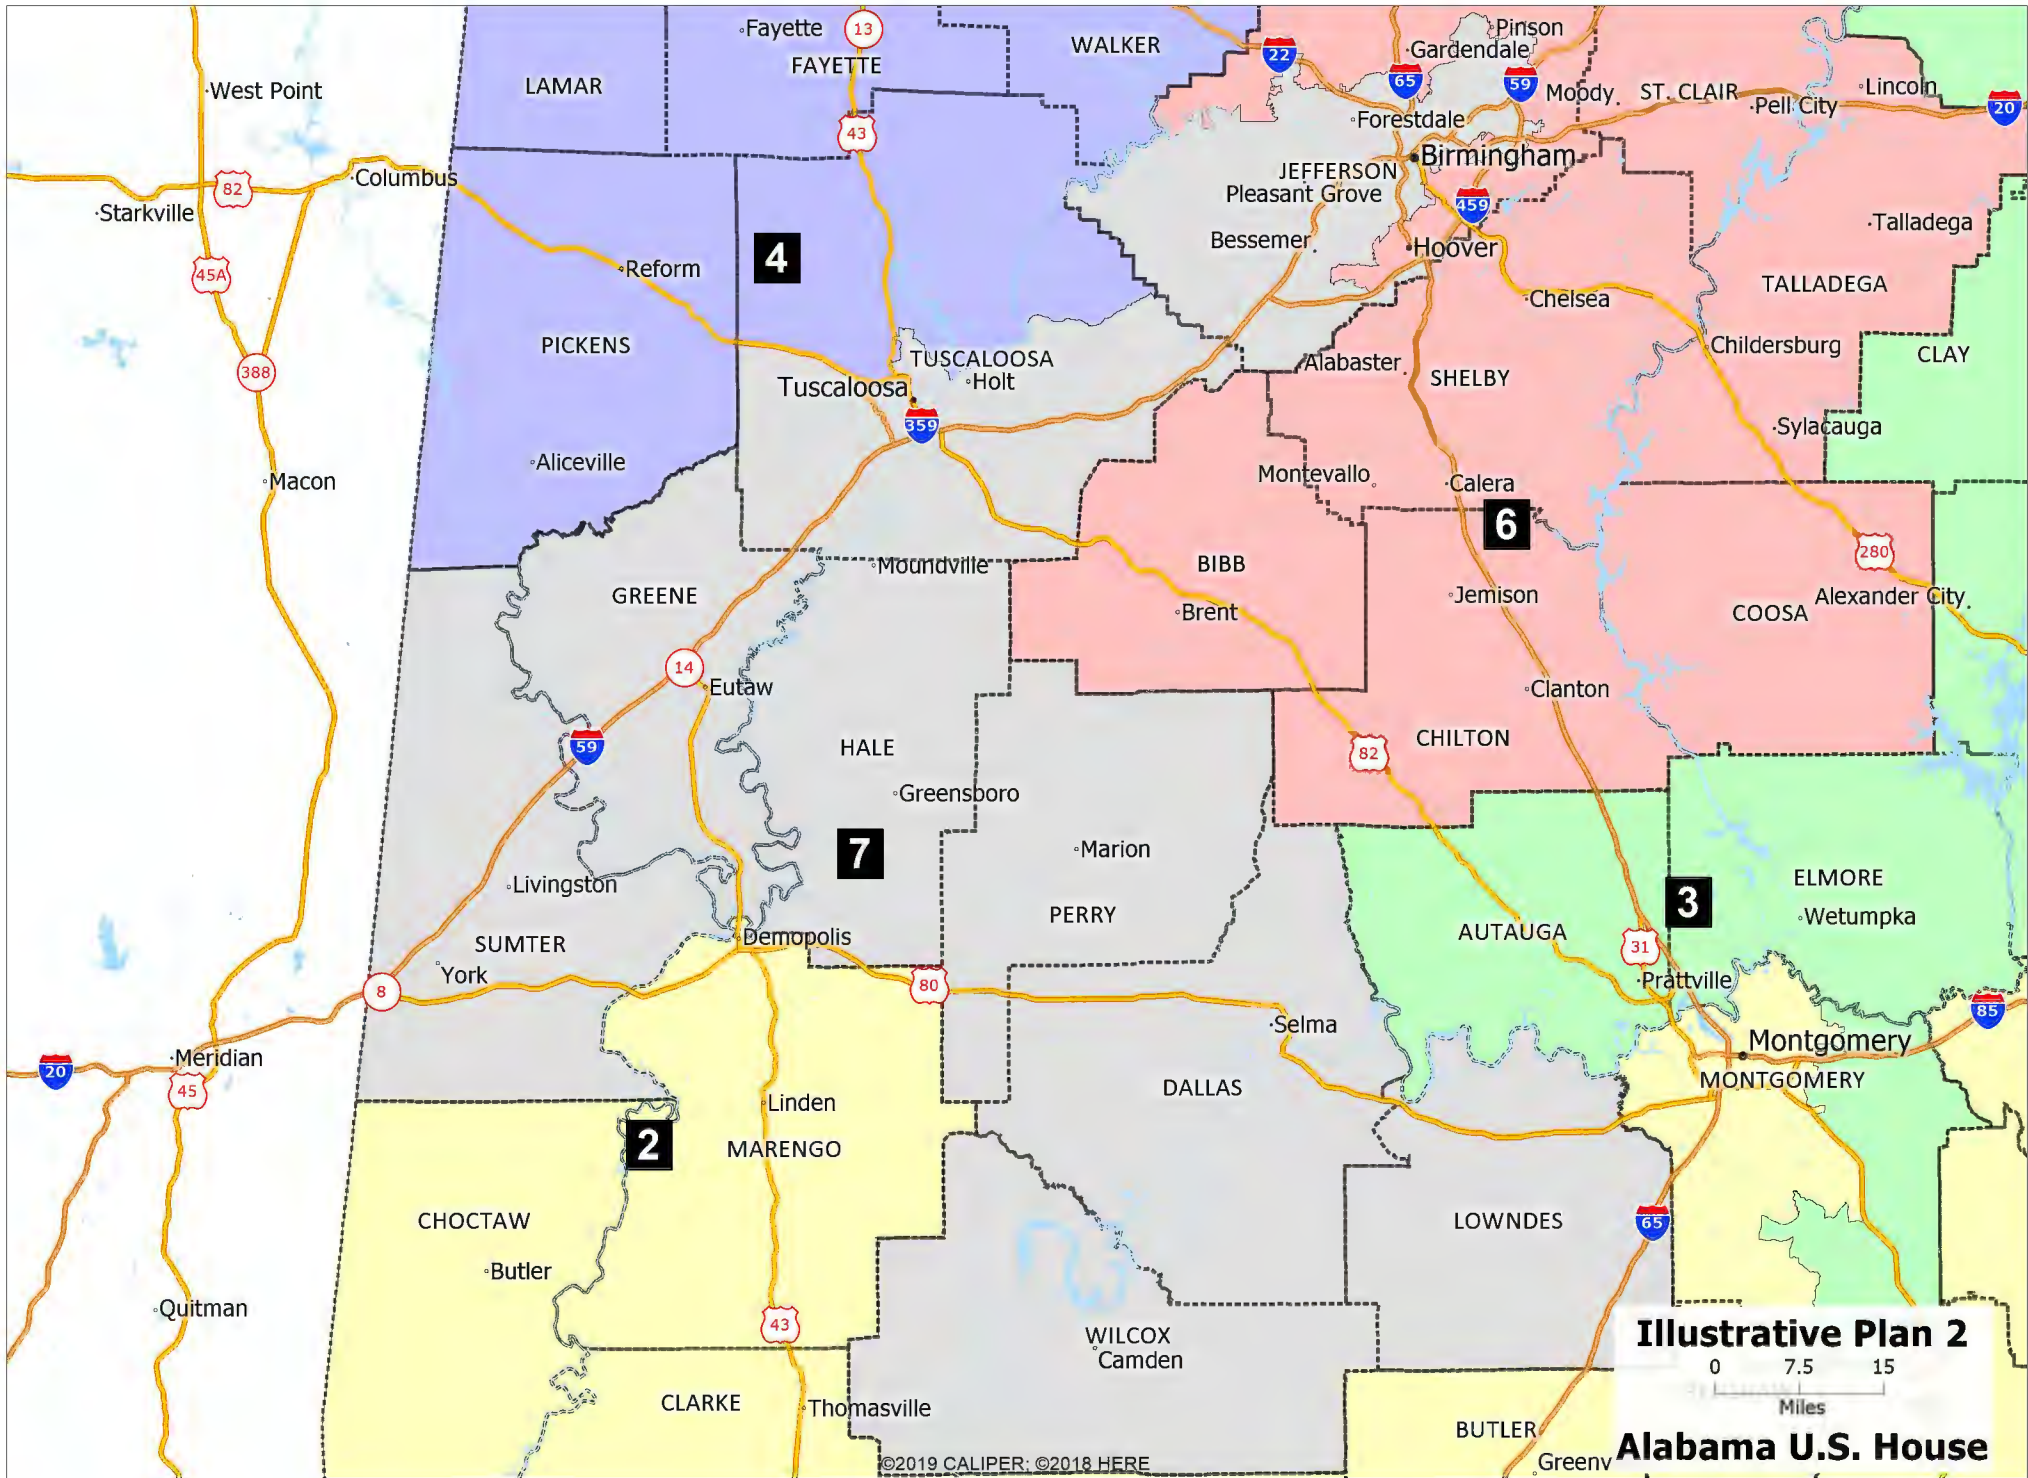 Fayette
13
Pinson
WALKER
22
Gardendale
FAYETTE
65
59
LAMAR
West Point
Moody
ST. CLAIR
Lincoln
Pell City
20
43
Forestdale
Birmingham
JEFFERSON
Columbus
82
Pleasant Grove
459
Starkville
Talladega
Bessemer
Hoover
4
Reform
45A
TALLADEGA
Chelsea
PICKENS
Childersburg
CLAY
TUSCALOOSA
Alabaster
388
Holt
SHELBY
Tuscaloosa
359
Sylacauga
Aliceville
Montevallo
Macon
Calera
6
280
Moundville
BIBB
GREENE
Jemison
Alexander City
Brent
COOSA
14
Eutaw
Clanton
59
HALE
CHILTON
82
Greensboro
Marion
7
ELMORE
Livingston
3
PERRY
Wetumpka
AUTAUGA
Demopolis
SUMTER
31
York
Prattville
80
8
85
Selma
Montgomery
Meridian
20
MONTGOMERY
45
DALLAS
Linden
2
MARENGO
CHOCTAW
LOWNDES
65
Butler
Quitman
43
WILCOX
Illustrative Plan 2
Camden
0 7.5 15
CLARKE
Thomasville
Miles
BUTLER
Alabama U.S. House
©2019 CALIPER; ©2018 HERE
Greenv